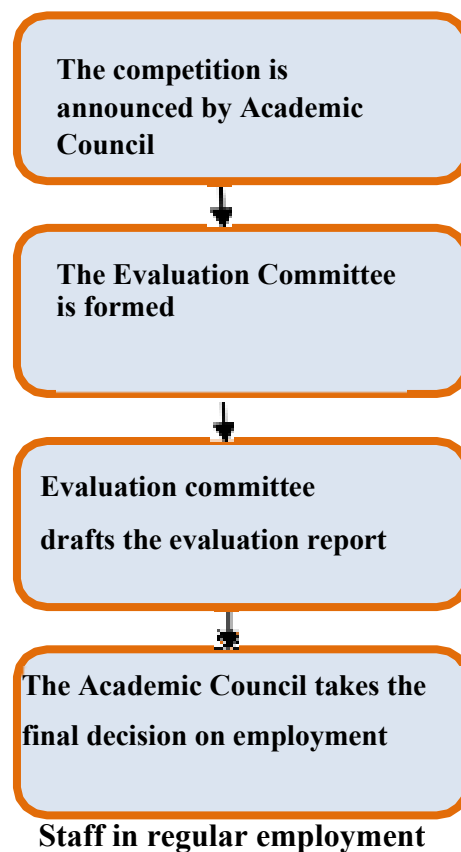 The competition is
announced by Academic
Council
The Evaluation Committee
is formed
Evaluation committee
drafts the evaluation report
The Academic Council takes the
final decision on employment
Staff in regular employment